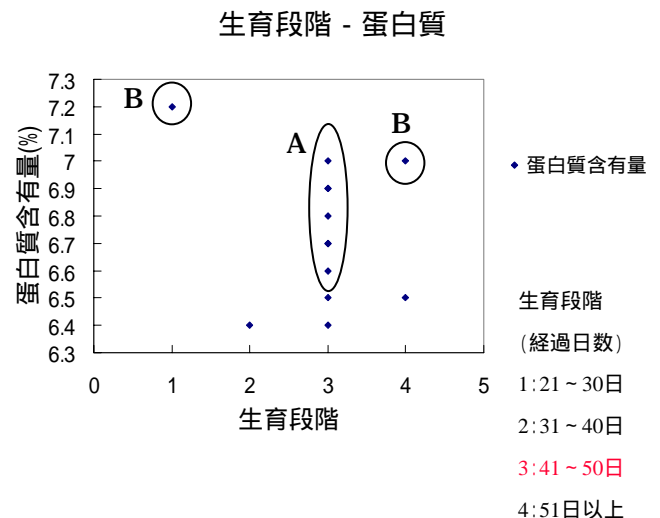 生育段階 - 蛋白質
蛋白質含有量(%)
7.3
7.2
7.1
7
6.9
6.8
6.7
6.6
6.5
6.4
6.3
B
A
B
0 1 2 3 4 5
生育段階
蛋白質含有量
生育段階
(経過日数)
1:21~30日
2:31~40日
3:41~50日
4:51日以上